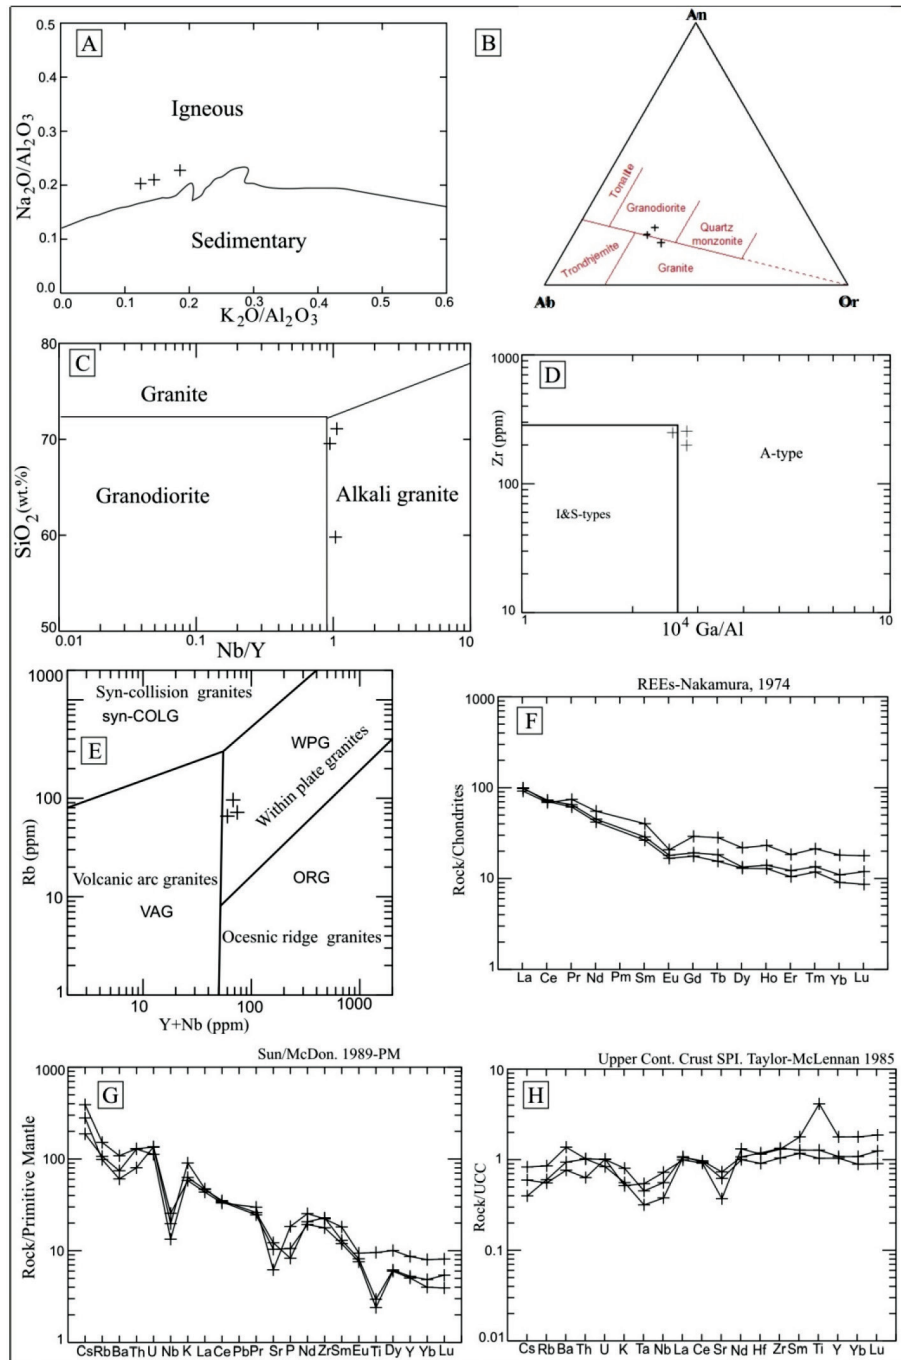 A
Na2O/Al2O3
0.5
0.4
0.3
0.2
0.1
0.0
Igneous
Sedimentary
0.0 0.1 0.2 0.3 0.4 0.5 0.6
K2O/Al2O3
B
An
Tonalite
Granodiorite
Quartz
monzonite
Trondhjemite
Granite
Ab
Or
C
SiO2(wt.%)
80
70
60
50
Granite
Granodiorite
Alkali granite
0.01 0.1 1 10
Nb/Y
D
Zr (ppm)
1000
100
10
A-type
I&S-types
1 10
10⁴ Ga/Al
E
Rb (ppm)
1000
100
10
1
Syn-collision granites
syn-COLG
WPG
Within plate granites
Volcanic arc granites
VAG
ORG
Ocesnic ridge granites
10 100 1000
Y+Nb (ppm)
REEs-Nakamura, 1974
F
Rock/Chondrites
1000
100
10
1
La Ce Pr Nd Pm Sm Eu Gd Tb Dy Ho Er Tm Yb Lu
Sun/McDon. 1989-PM
G
Rock/Primitive Mantle
1000
100
10
1
Cs Rb Ba Th U Nb K La Ce Pb Pr Sr P Nd Zr Sm Eu Ti Dy Y Yb Lu
Upper Cont. Crust SPI. Taylor-McLennan 1985
H
Rock/UCC
10
1
0.1
0.01
Cs Rb Ba Th U K Ta Nb La Ce Sr Nd Hf Zr Sm Ti Y Yb Lu